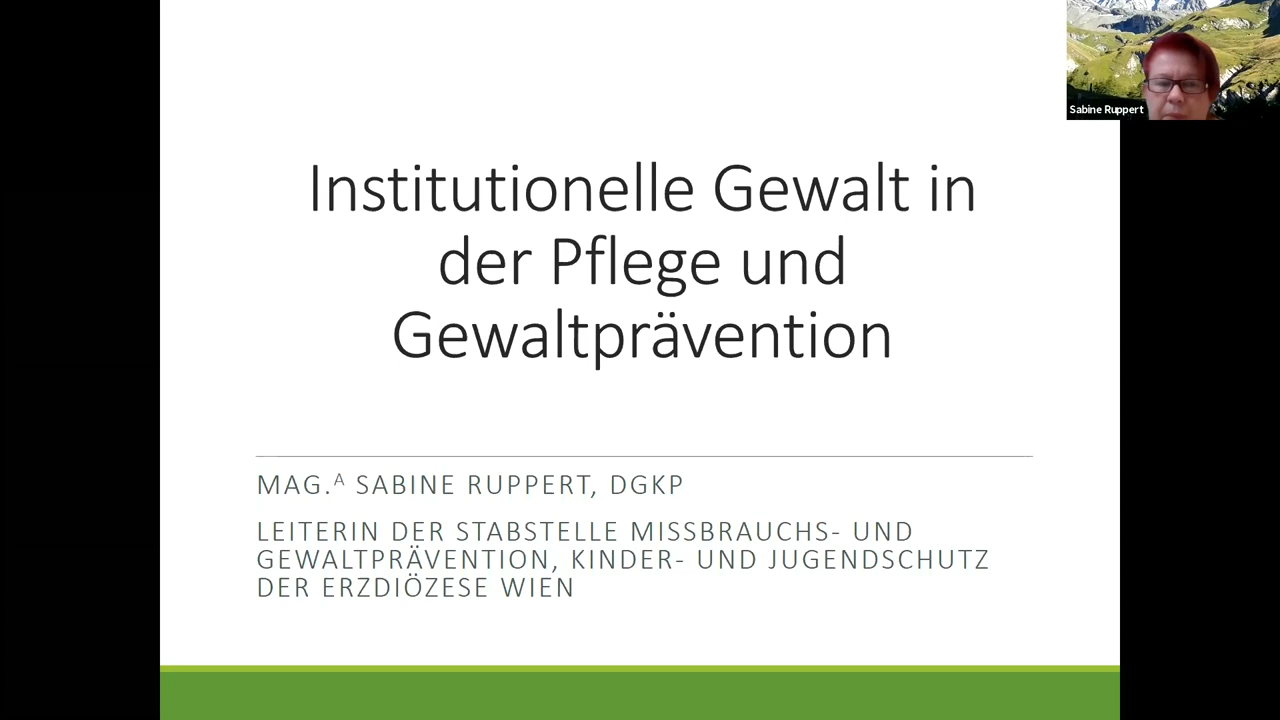 Sabine Ruppert
Institutionelle Gewalt in
der Pflege und
Gewaltprävention
MAG.ᴬ SABINE RUPPERT, DGKP
LEITERIN DER STABSTELLE MISSBRAUCHS- UND
GEWALTPRÄVENTION, KINDER- UND JUGENDSCHUTZ
DER ERZDIÖZESE WIEN